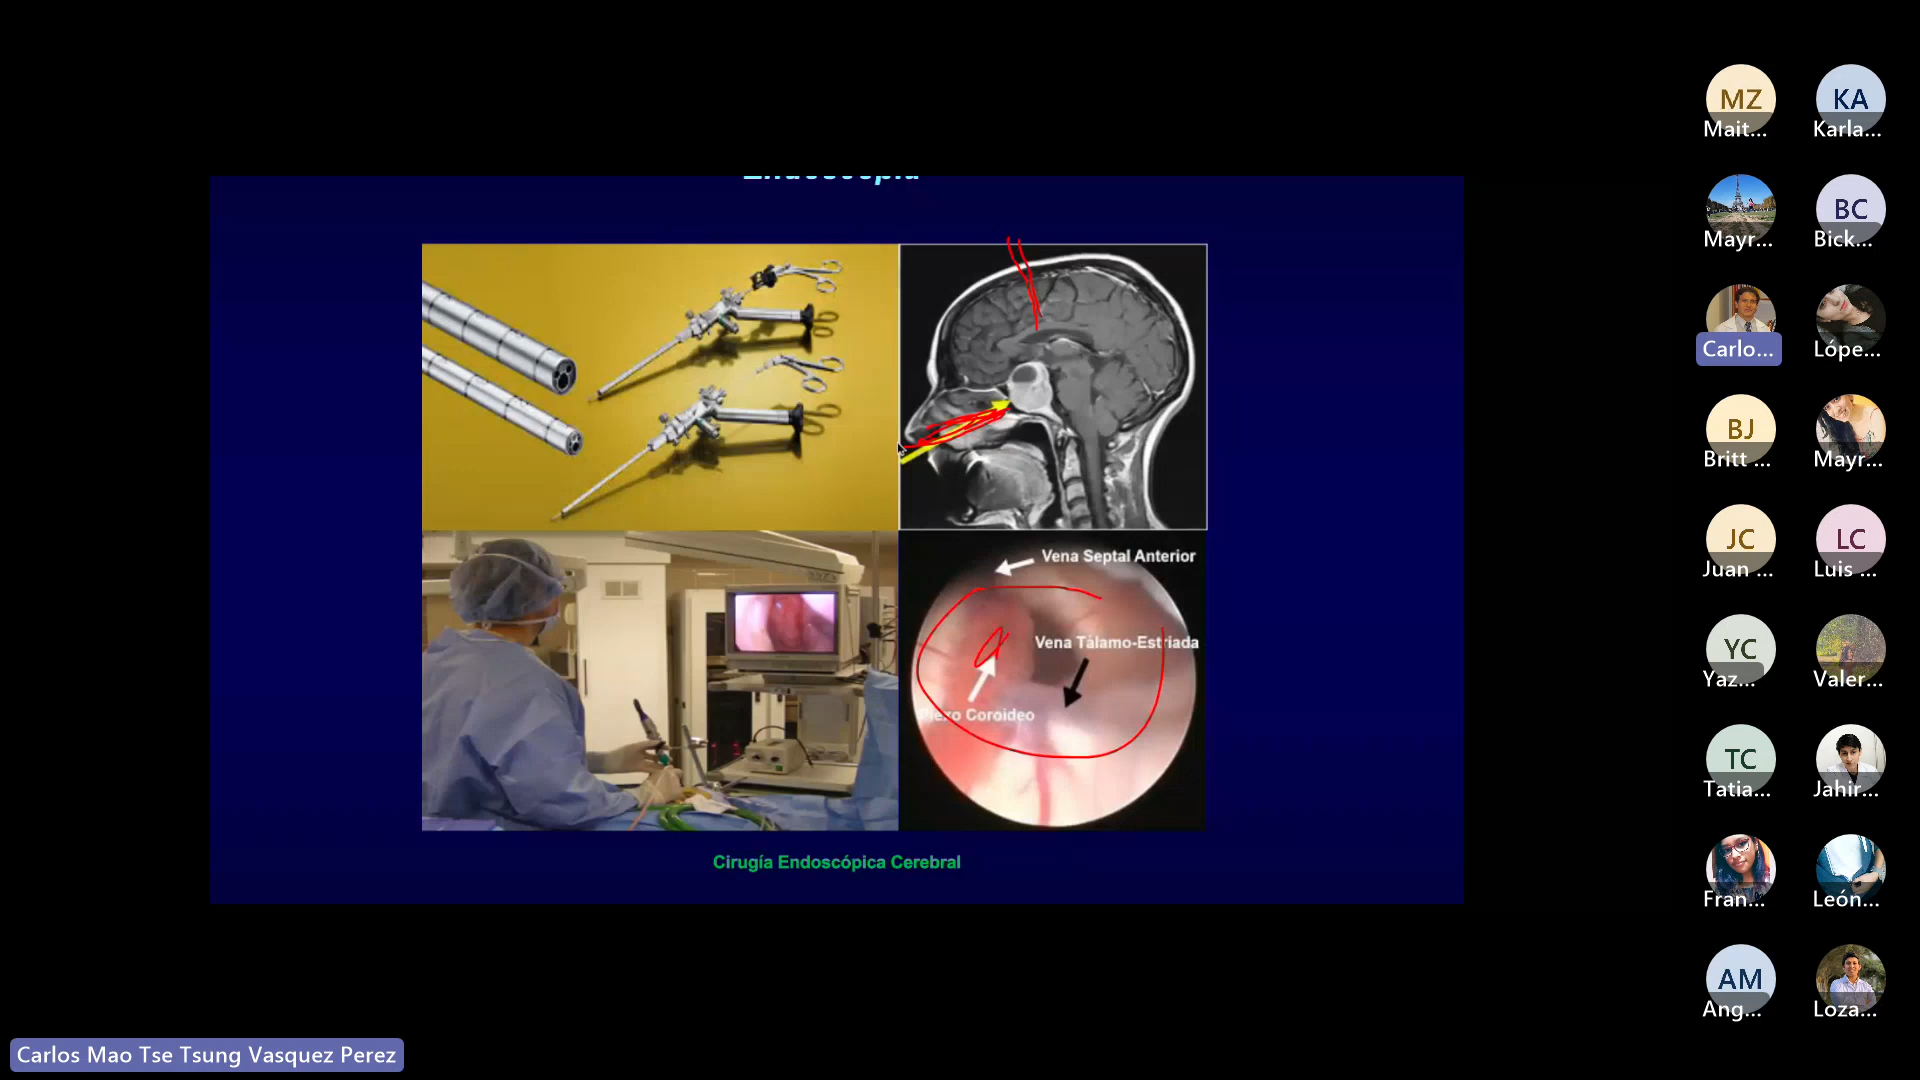 Endoscopia
Vena Septal Anterior
Vena Tálamo-Estriada
Plexo Coroideo
Cirugía Endoscópica Cerebral
MZ
Mait...
KA
Karla...
Mayr...
BC
Bick...
Carlo...
Lópe...
BJ
Britt ...
Mayr...
JC
Juan ...
LC
Luis ...
YC
Yaz...
Valer...
TC
Tatia...
Jahir...
Fran...
León...
AM
Ang...
Loza...
Carlos Mao Tse Tsung Vasquez Perez